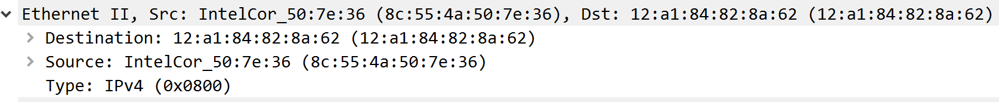 Ethernet II, Src: IntelCor_50:7e:36 (8c:55:4a:50:7e:36), Dst: 12:a1:84:82:8a:62 (12:a1:84:82:8a:62)
Destination: 12:a1:84:82:8a:62 (12:a1:84:82:8a:62)
Source: IntelCor_50:7e:36 (8c:55:4a:50:7e:36)
Type: IPv4 (0x0800)